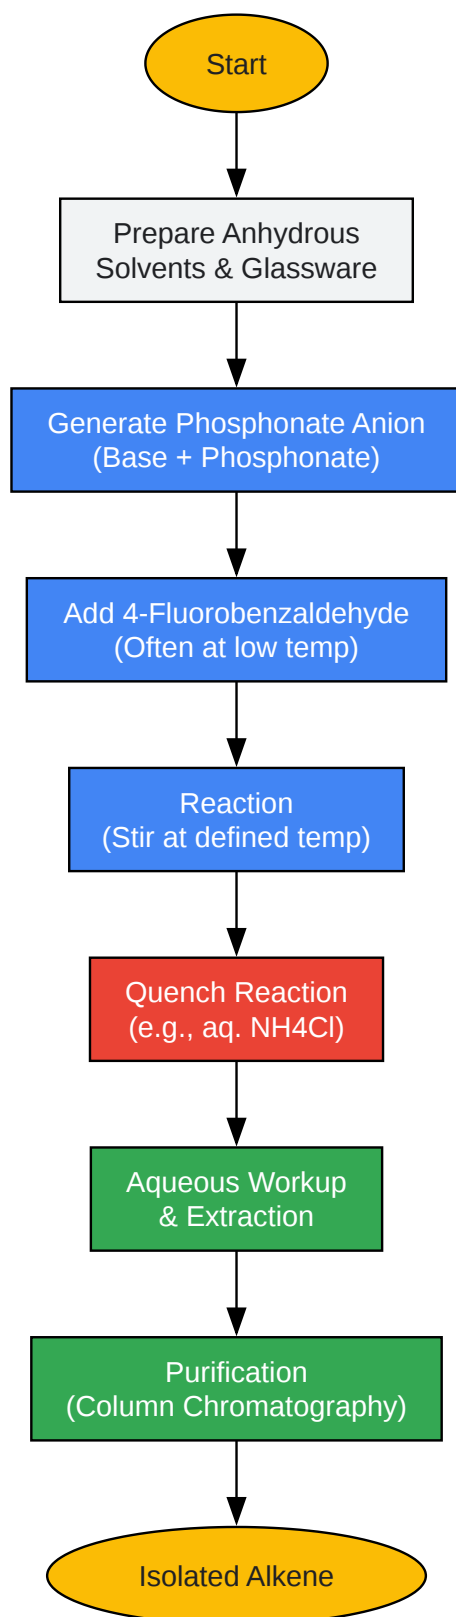 Start
Prepare Anhydrous
Solvents & Glassware
Generate Phosphonate Anion
(Base + Phosphonate)
Add 4-Fluorobenzaldehyde
(Often at low temp)
Reaction
(Stir at defined temp)
Quench Reaction
(e.g., aq. NH4Cl)
Aqueous Workup
& Extraction
Purification
(Column Chromatography)
Isolated Alkene